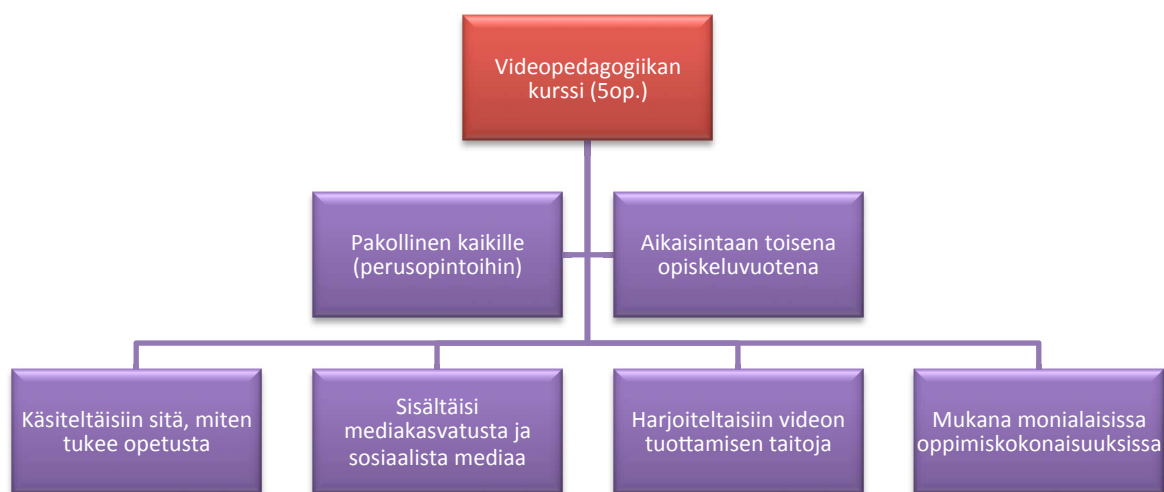 Videopedagogiikan
kurssi (5op.)
Pakollinen kaikille
(perusopintoihin)
Aikaisintaan toisena
opiskeluvuotena
Käsiteltäisiin sitä, miten
tukee opetusta
Sisältäisi
mediakasvatusta ja
sosiaalista mediaa
Harjoiteltaisiin videon
tuottamisen taitoja
Mukana monialaisissa
oppimiskokonaisuuksissa